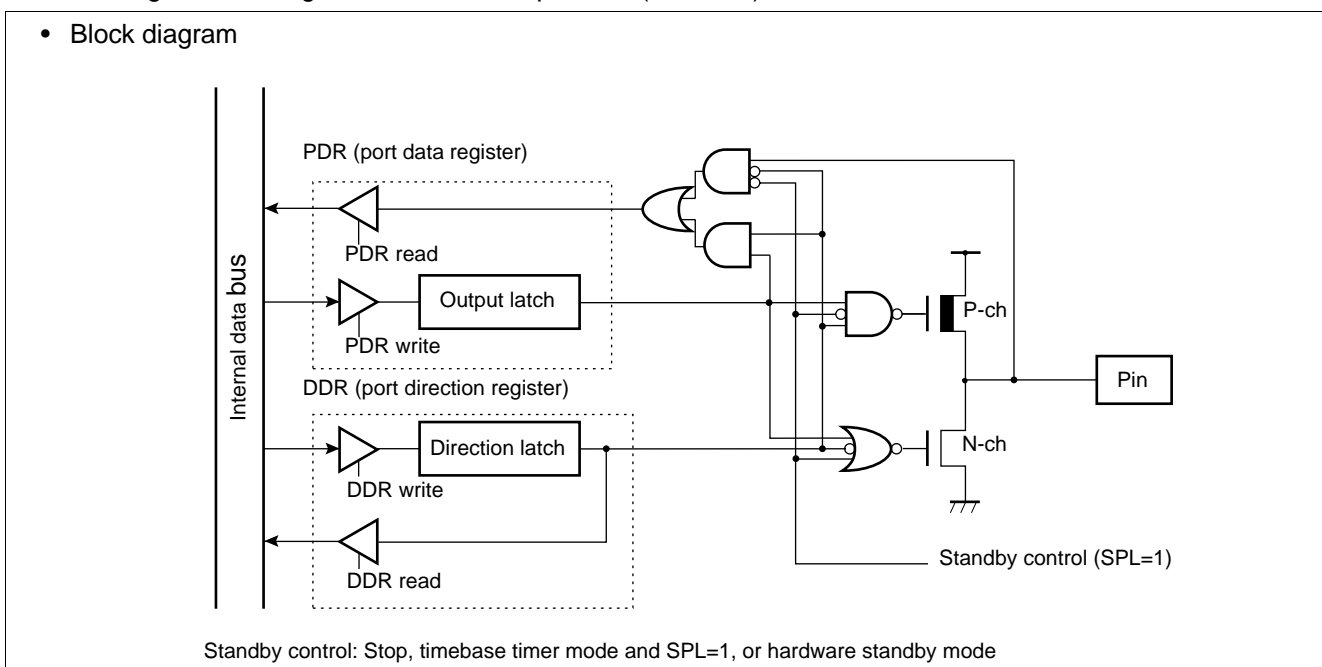 • Block diagram
PDR (port data register)
PDR read
Output latch
PDR write
P-ch
Internal data bus
Pin
DDR (port direction register)
Direction latch
N-ch
DDR write
DDR read
Standby control (SPL=1)
Standby control: Stop, timebase timer mode and SPL=1, or hardware standby mode